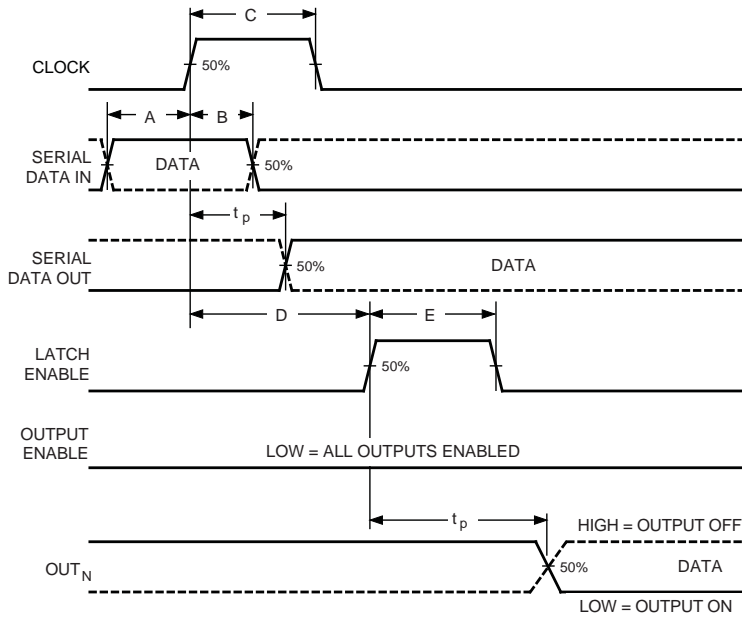 C
CLOCK
50%
A
B
SERIAL
DATA IN
DATA
50%
t p
SERIAL
DATA OUT
50%
DATA
D
E
LATCH
ENABLE
50%
OUTPUT
ENABLE
LOW = ALL OUTPUTS ENABLED
t p
HIGH = OUTPUT OFF
OUT N
50%
DATA
LOW = OUTPUT ON